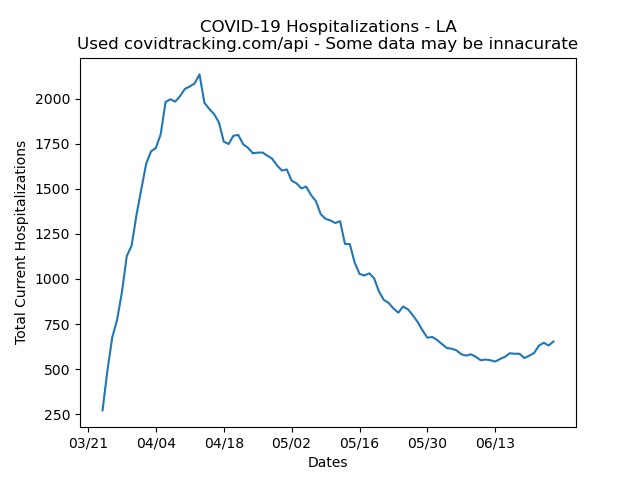 COVID-19 Hospitalizations - LA
Used covidtracking.com/api - Some data may be innacurate
Total Current Hospitalizations
2000
1750
1500
1250
1000
750
500
250
03/21 04/04 04/18 05/02 05/16 05/30 06/13
Dates